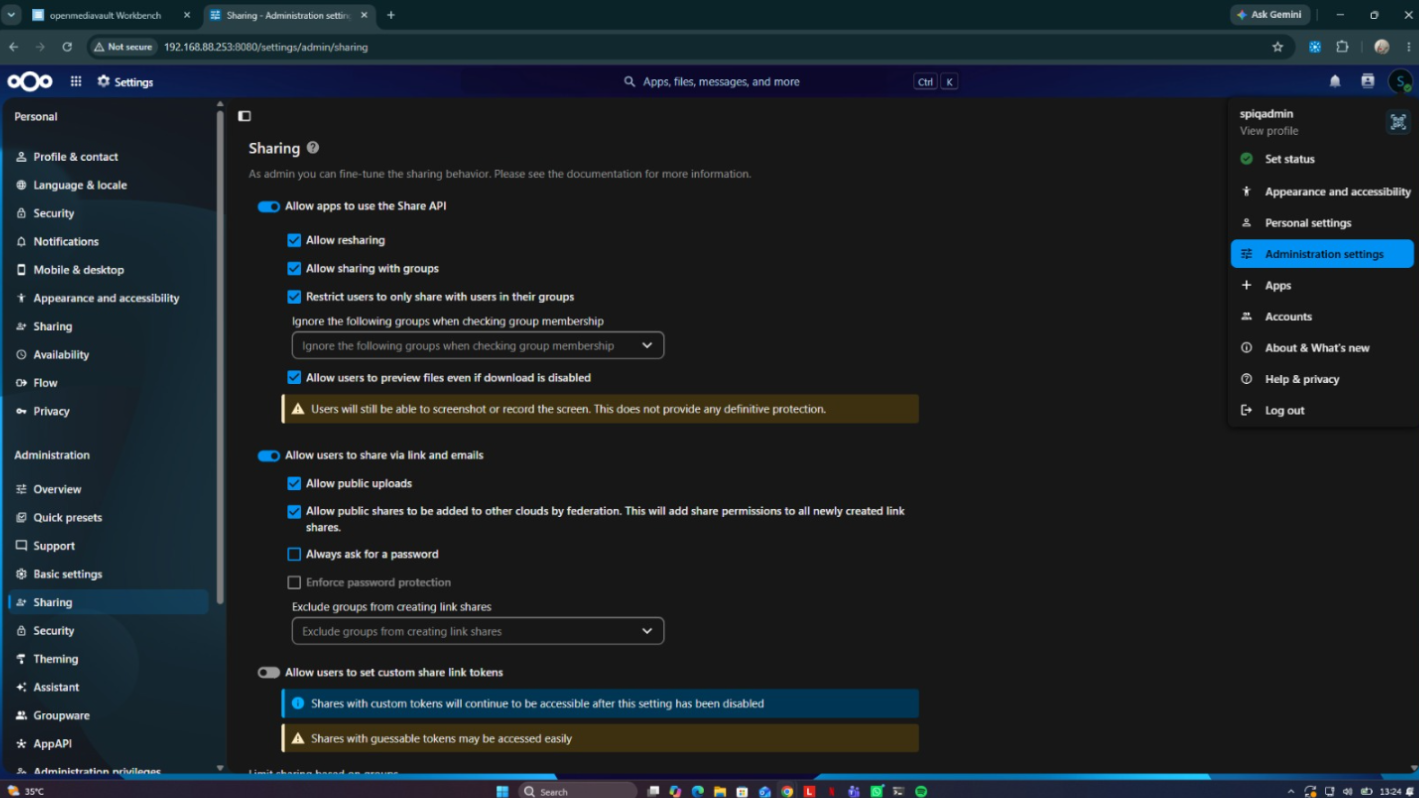 openmediavault Workbench
Sharing - Administration settin
Ask Gemini
Not secure
192.168.88.253:8080/settings/admin/sharing
Settings
Apps, files, messages, and more
Ctrl K
S
Personal
Profile & contact
Language & locale
Security
Notifications
Mobile & desktop
Appearance and accessibility
Sharing
Availability
Flow
Privacy
Administration
Overview
Quick presets
Support
Basic settings
Sharing
Security
Theming
Assistant
Groupware
AppAPI
Administration privileges
Sharing
As admin you can fine-tune the sharing behavior. Please see the documentation for more information.
Allow apps to use the Share API
Allow resharing
Allow sharing with groups
Restrict users to only share with users in their groups
Ignore the following groups when checking group membership
Ignore the following groups when checking group membership
Allow users to preview files even if download is disabled
Users will still be able to screenshot or record the screen. This does not provide any definitive protection.
Allow users to share via link and emails
Allow public uploads
Allow public shares to be added to other clouds by federation. This will add share permissions to all newly created link
shares.
Always ask for a password
Enforce password protection
Exclude groups from creating link shares
Exclude groups from creating link shares
Allow users to set custom share link tokens
Shares with custom tokens will continue to be accessible after this setting has been disabled
Shares with guessable tokens may be accessed easily
Limit sharing based on groups
spiqadmin
View profile
Set status
Appearance and accessibility
Personal settings
Administration settings
Apps
Accounts
About & What's new
Help & privacy
Log out
35°C
Search
13:24